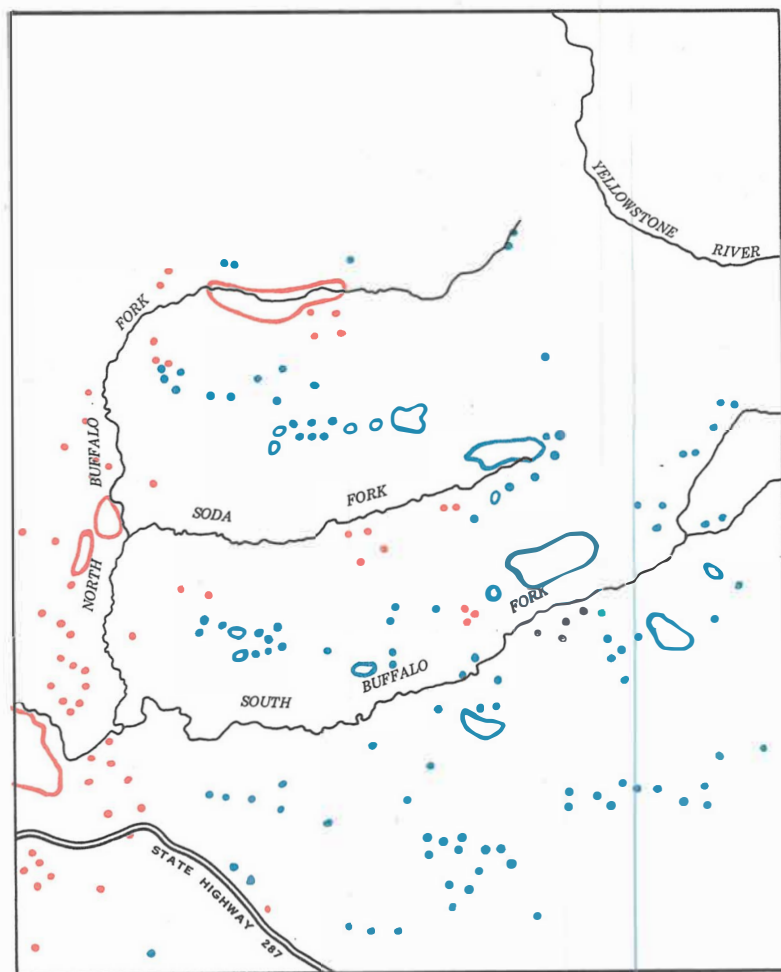 YELLOWSTONE
RIVER
FORK
BUFFALO
NORTH
SODA
FORK
FORK
BUFFALO
SOUTH
STATE HIGHWAY 287